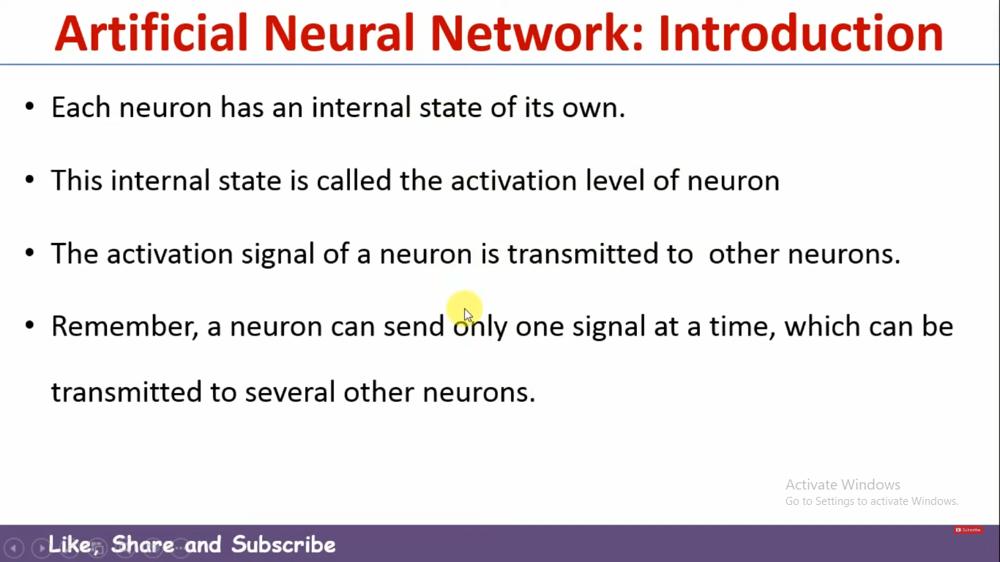 Artificial Neural Network: Introduction
• Each neuron has an internal state of its own.
• This internal state is called the activation level of neuron
• The activation signal of a neuron is transmitted to other neurons.
• Remember, a neuron can send only one signal at a time, which can be
transmitted to several other neurons.
Activate Windows
Go to Settings to activate Windows.
Subscribe
Like, Share and Subscribe